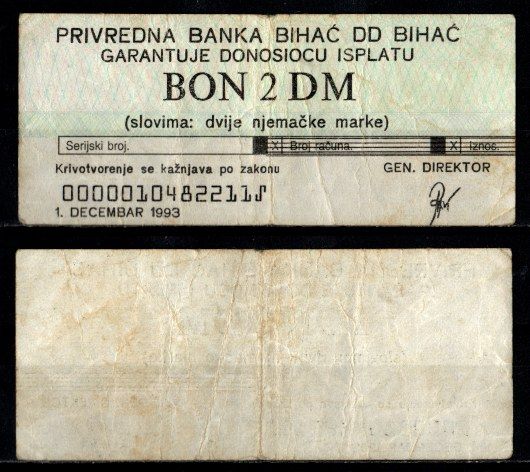 PRIVREDNA BANKA BIHAĆ DD BIHAĆ
GARANTUJE DONOSIOCU ISPLATU
BON 2 DM
(slovima: dvije njemačke marke)
Serijski broj. X Broj računa. X Iznos.
Krivotvorenje se kažnjava po zakonu GEN. DIREKTOR
0000010482211
1. DECEMBAR 1993